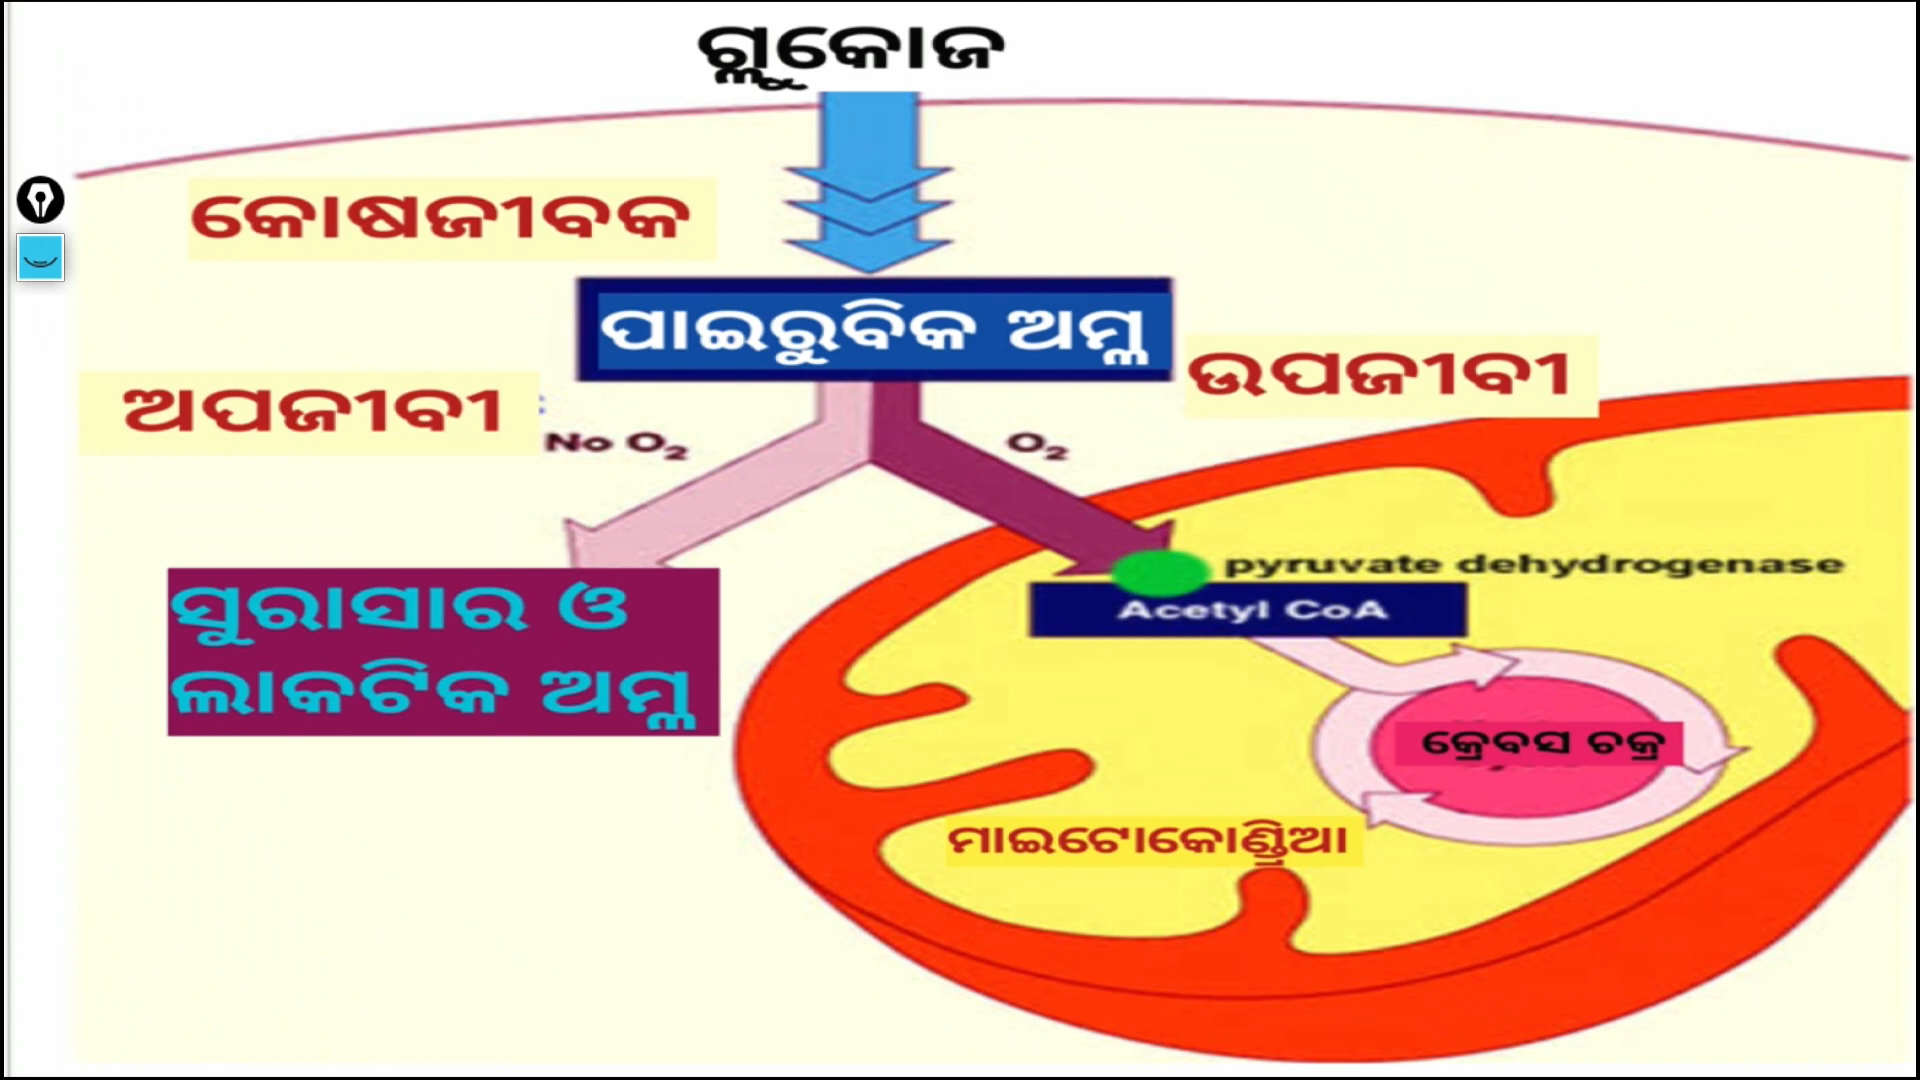 ଗ୍ଲୁକୋଜ
କୋଷଜୀବକ
ପାଇରୁବିକ ଅମ୍ଳ
ଉପଜୀବୀ
ଅପଜୀବୀ
No O₂
O₂
pyruvate dehydrogenase
Acetyl CoA
ସୁରାସାର ଓ
ଲାକଟିକ ଅମ୍ଳ
କ୍ରେବସ ଚକ୍ର
ମାଇଟୋକୋଣ୍ଡ୍ରିଆ